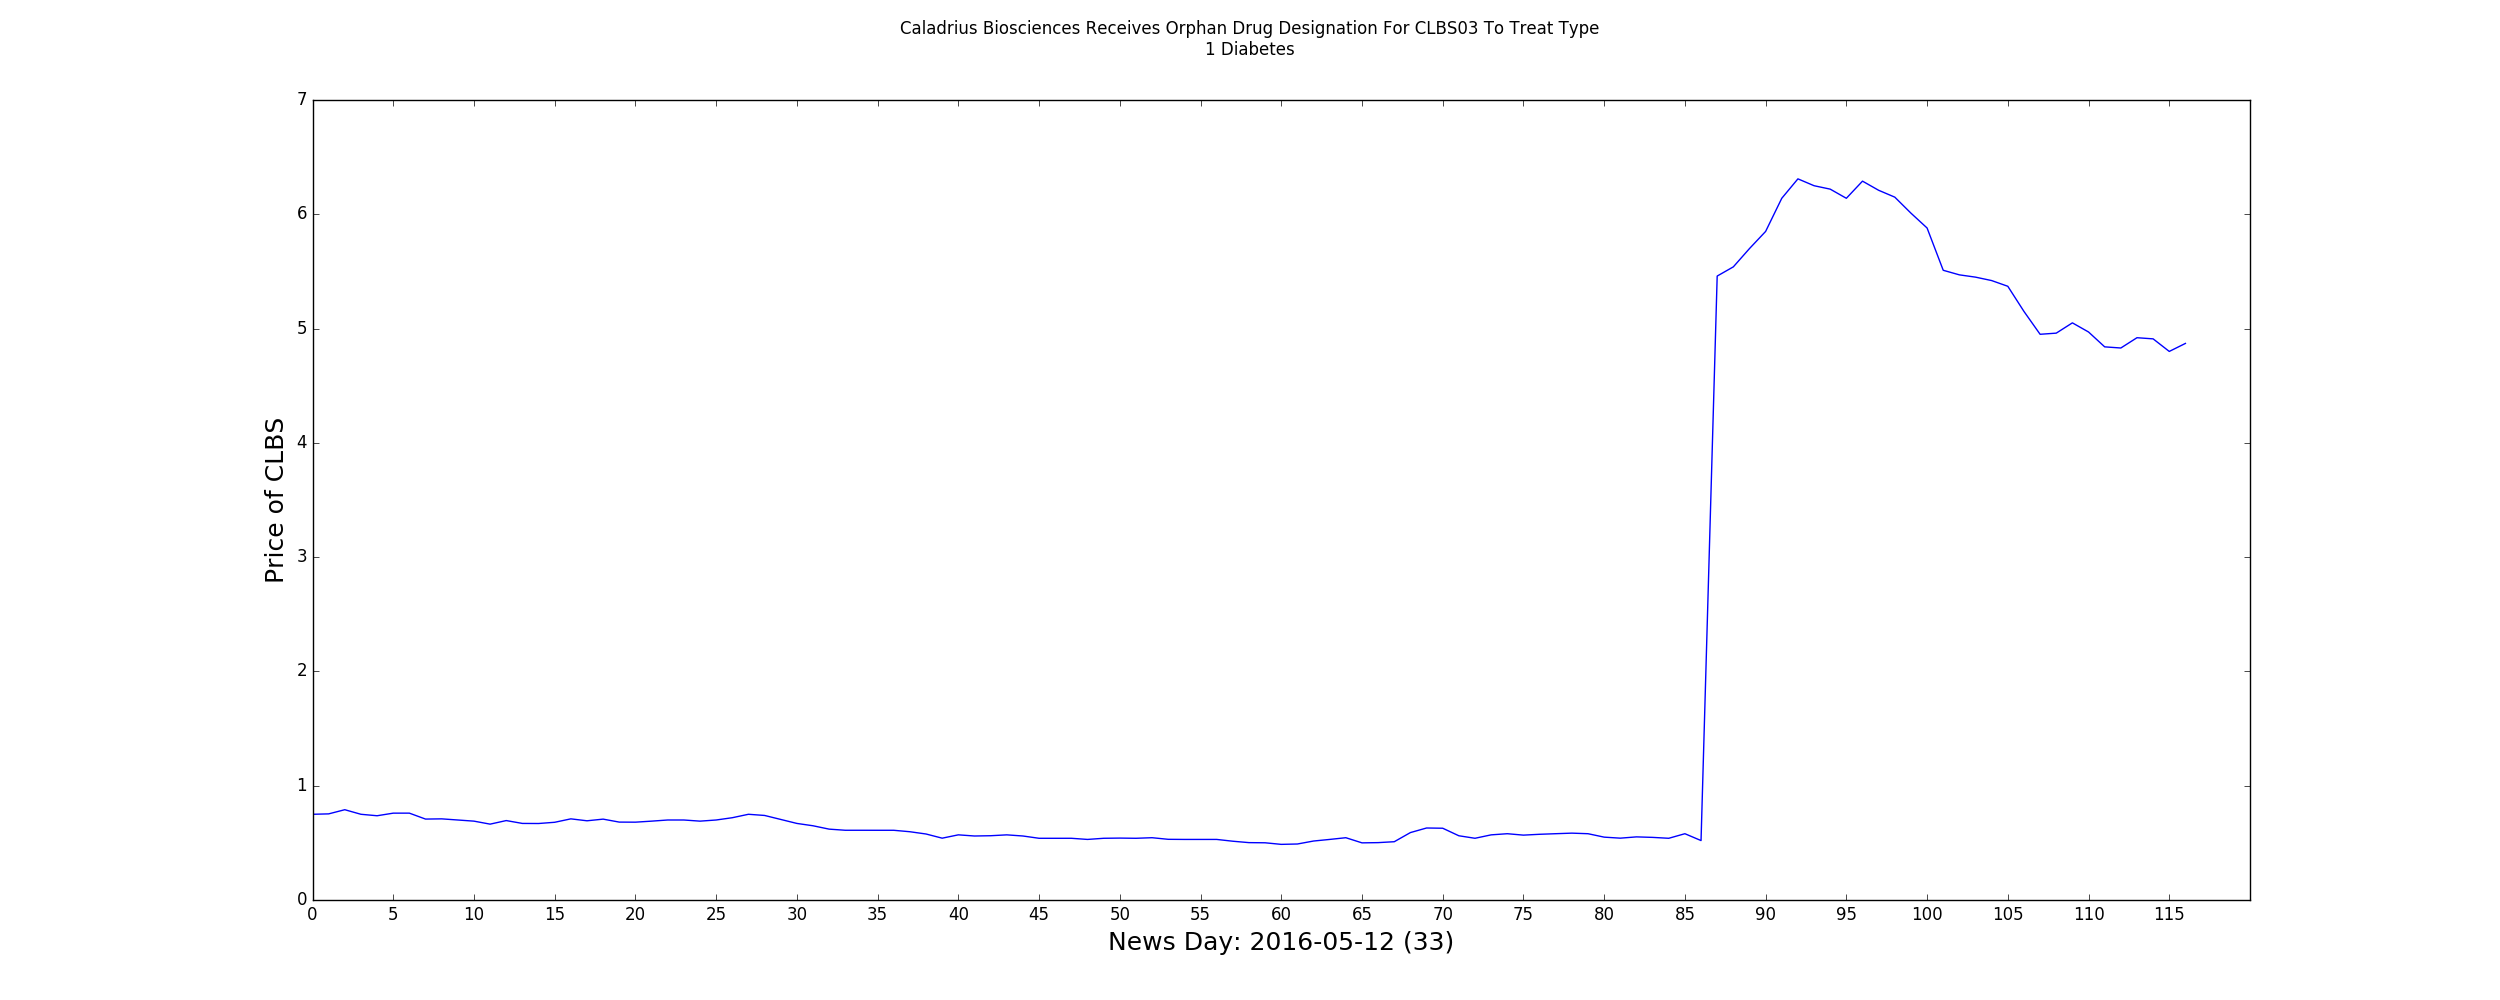 Caladrius Biosciences Receives Orphan Drug Designation For CLBS03 To Treat Type
1 Diabetes
7
6
5
4
3
2
1
0
Price of CLBS
0 5 10 15 20 25 30 35 40 45 50 55 60 65 70 75 80 85 90 95 100 105 110 115
News Day: 2016-05-12 (33)